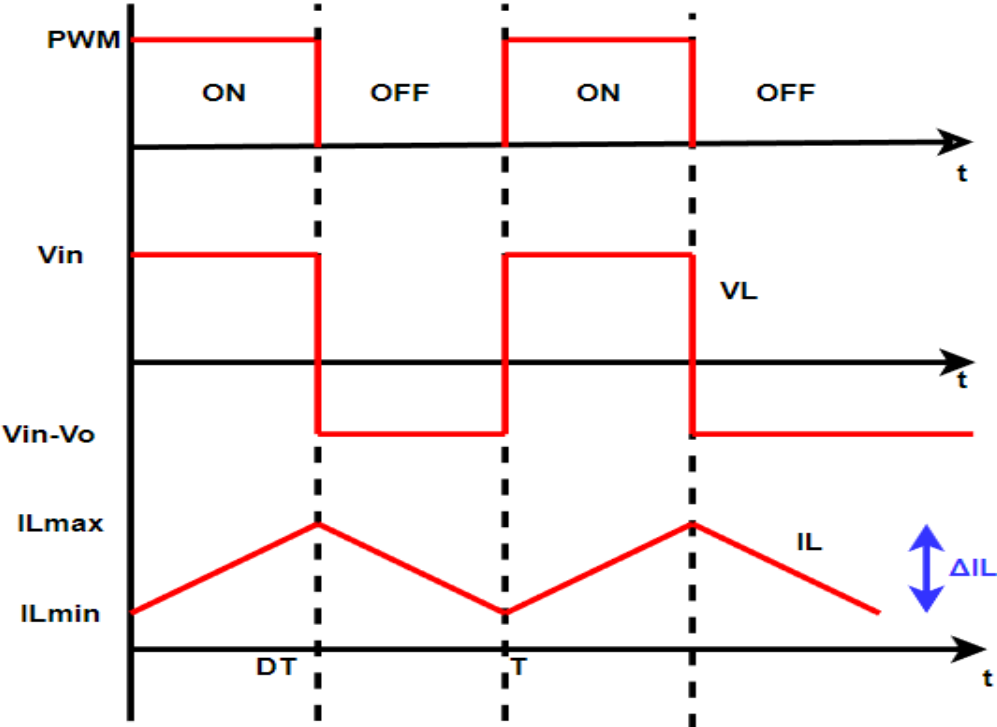 PWM
ON OFF ON OFF
t
Vin
VL
t
Vin-Vo
ILmax
IL
ΔIL
ILmin
DT T
t